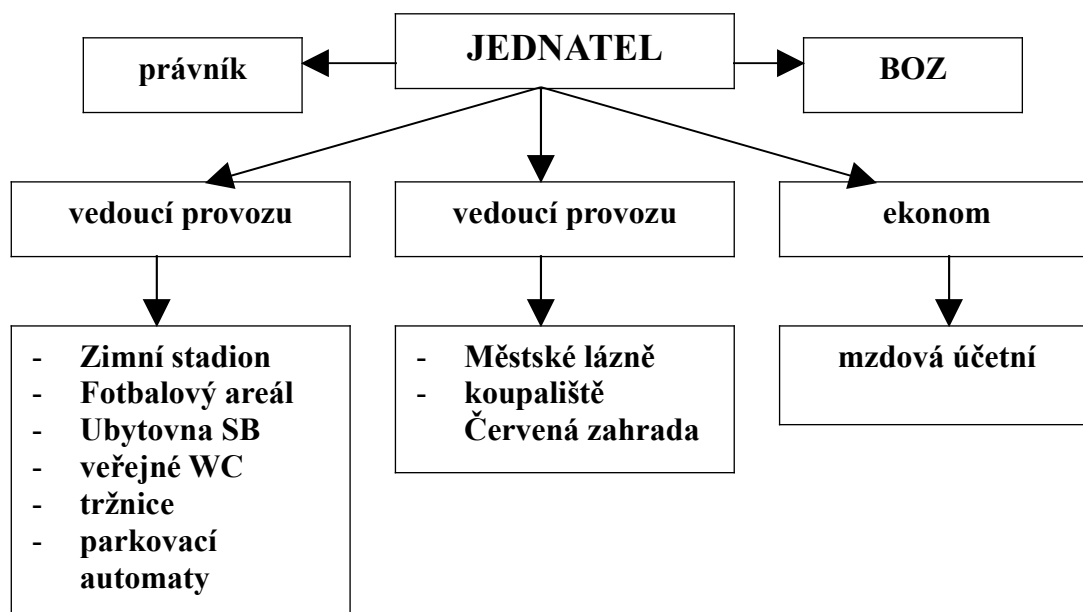 JEDNATEL
právník
BOZ
vedoucí provozu
vedoucí provozu
ekonom
- Zimní stadion
- Fotbalový areál
- Ubytovna SB
- veřejné WC
- tržnice
- parkovací
automaty
- Městské lázně
- koupaliště
Červená zahrada
mzdová účetní